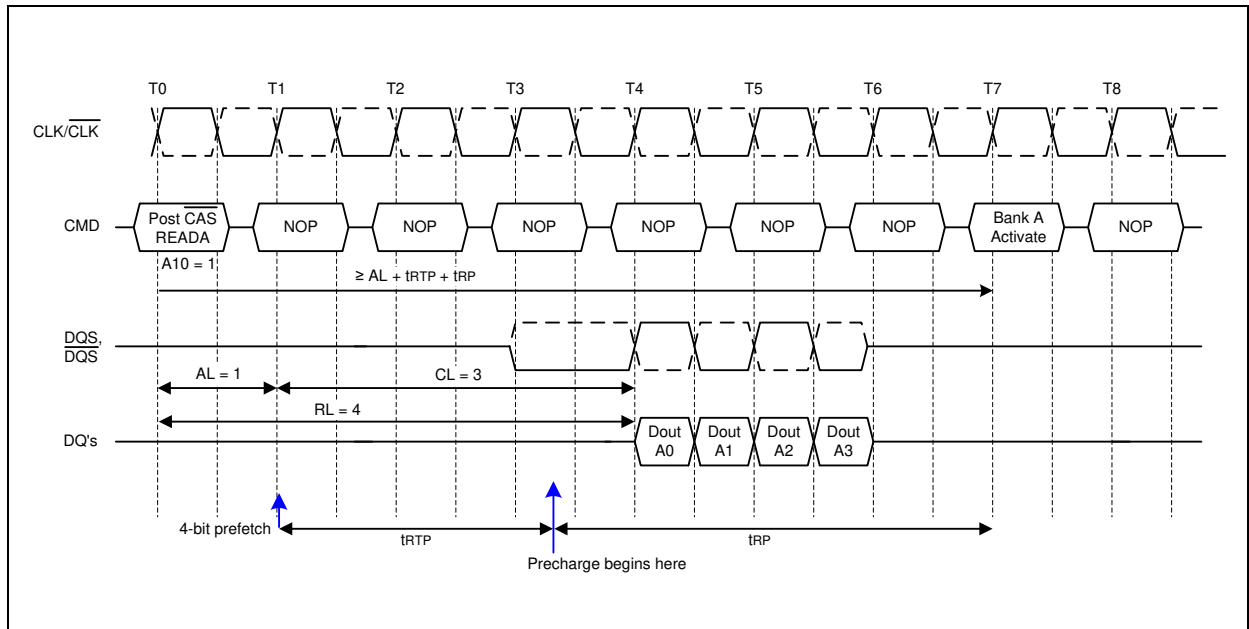 T0 T1 T2 T3 T4 T5 T6 T7 T8
CLK/CLK
CMD
Post CAS
READA
NOP
NOP
NOP
NOP
NOP
NOP
Bank A
Activate
NOP
A10 = 1
≥ AL + tRTP + tRP
DQS,
DQS
AL = 1
CL = 3
RL = 4
DQ's
Dout
A0
Dout
A1
Dout
A2
Dout
A3
4-bit prefetch
tRTP
tRP
Precharge begins here